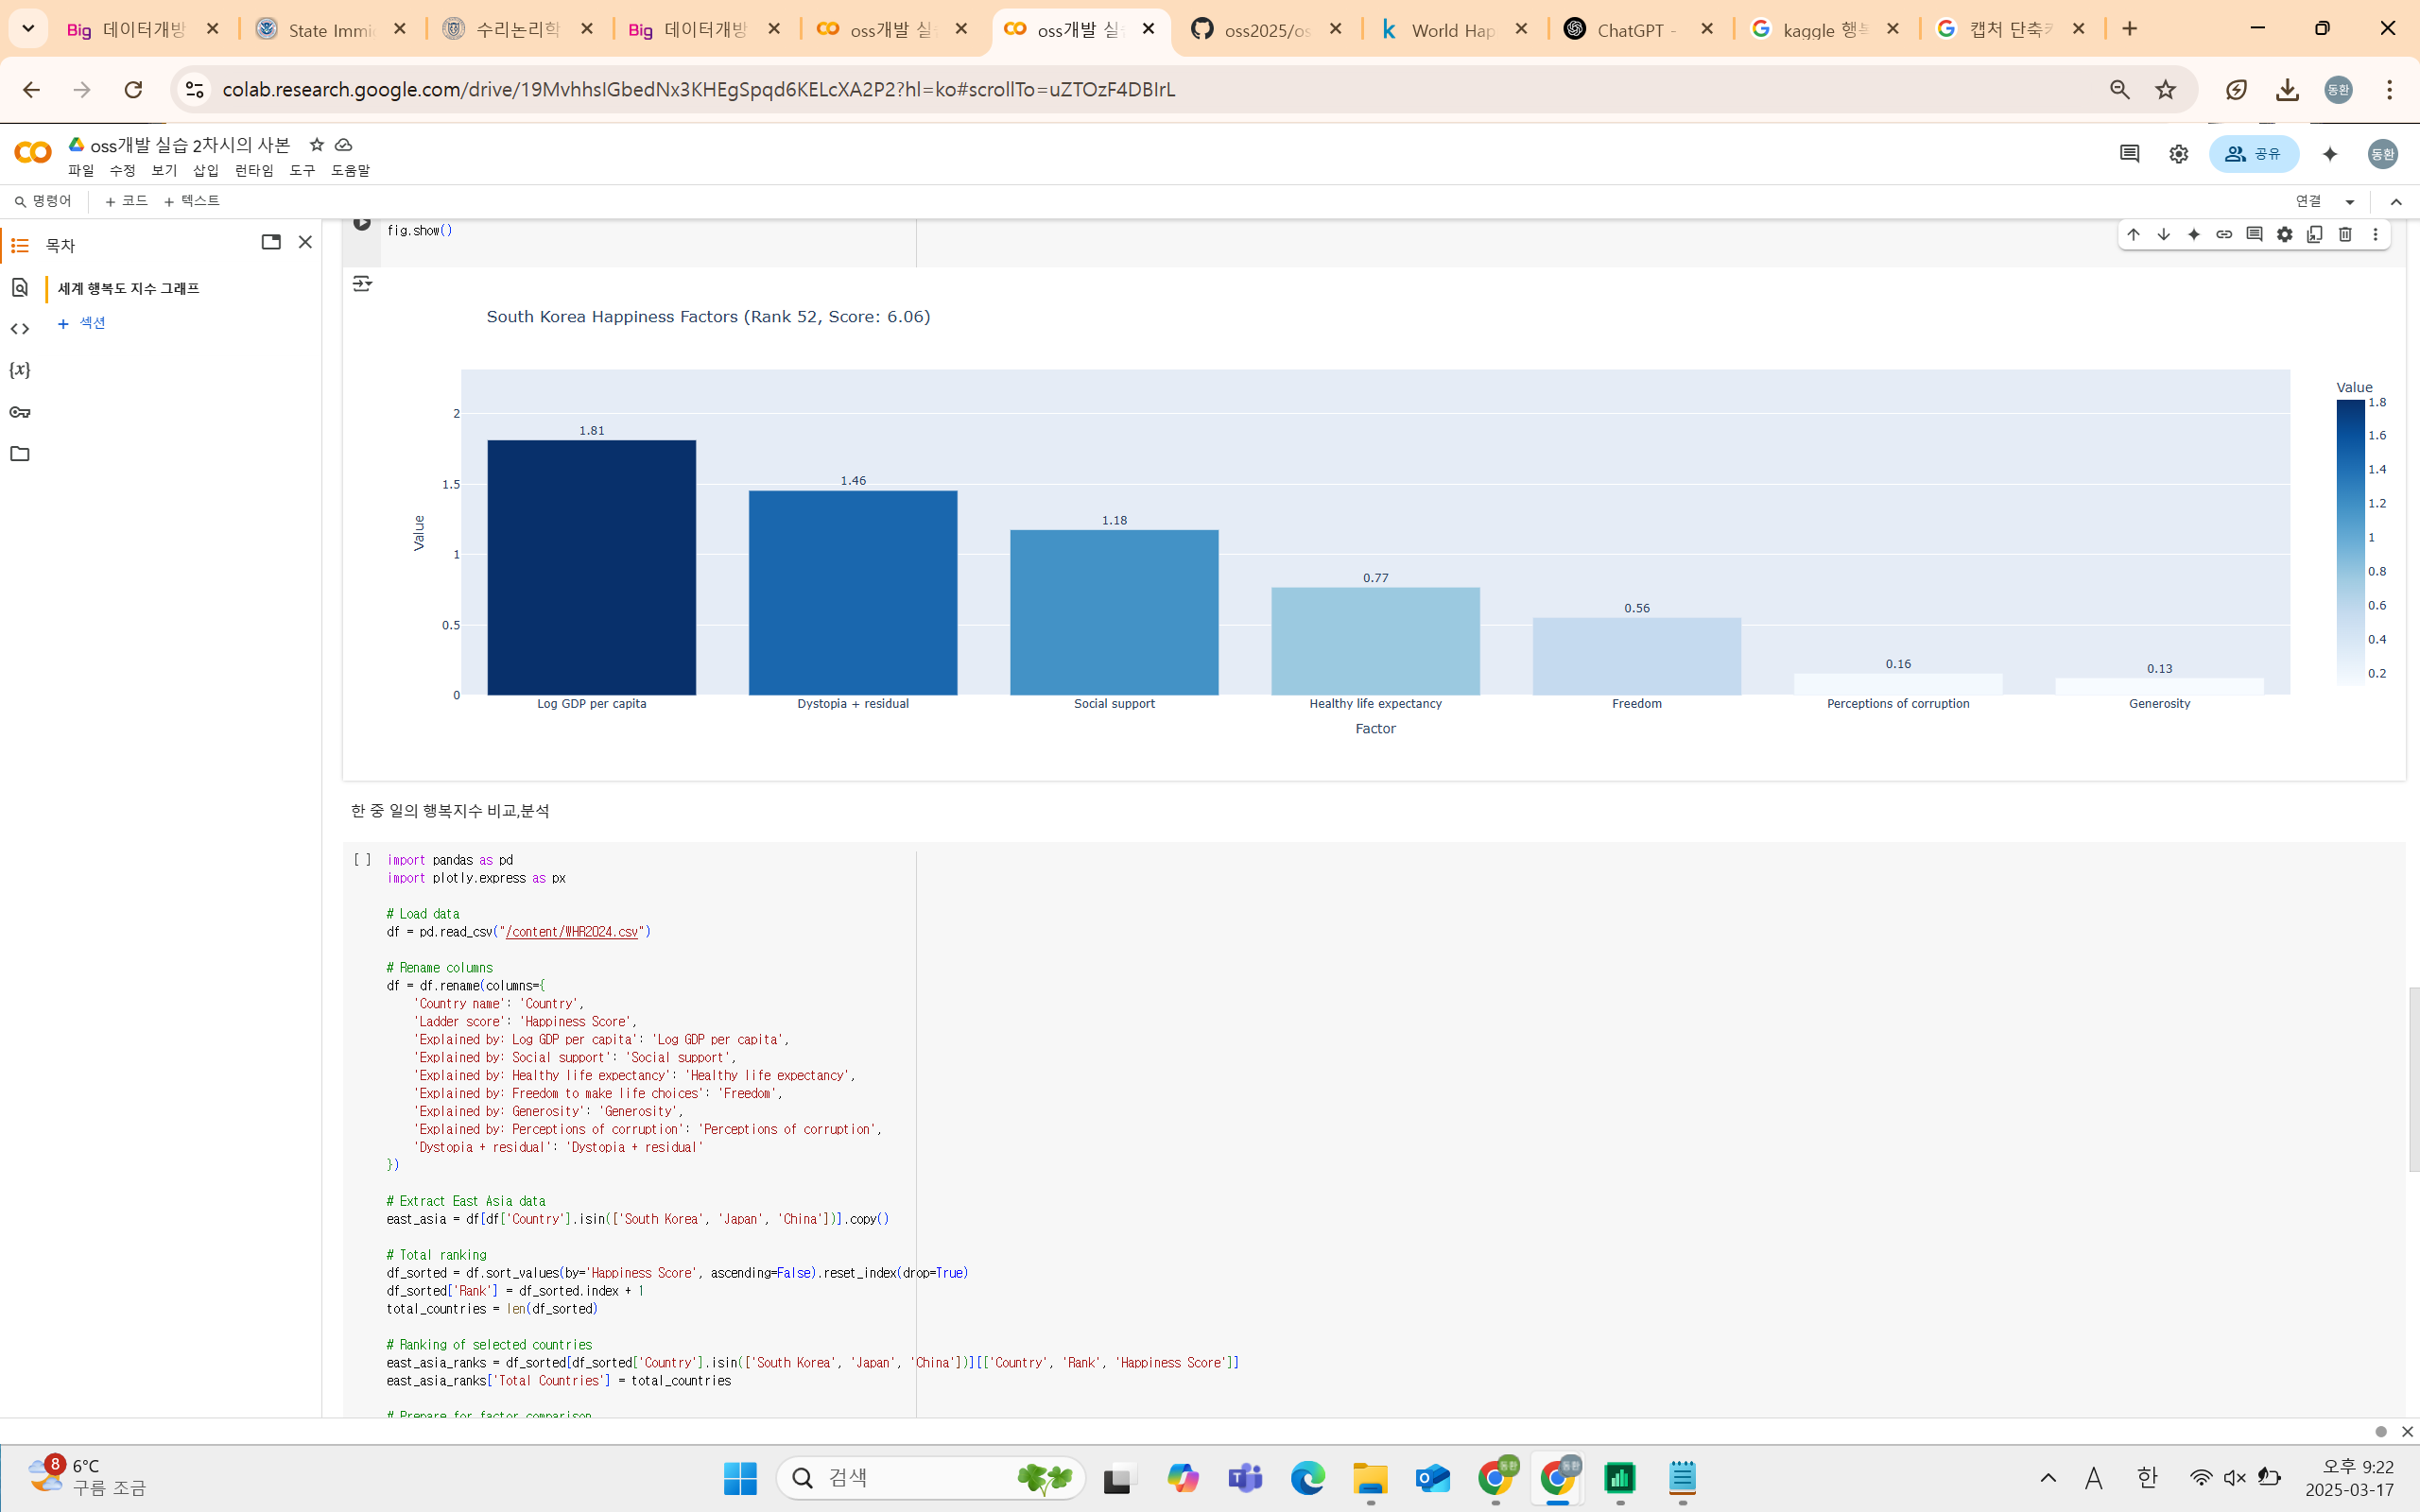 Big 데이터개방
State Immi
수리논리학
Big 데이터개방
oss개발 실
oss개발 실습
oss2025/os
World Hap
ChatGPT -
kaggle 행복
캡처 단축키
colab.research.google.com/drive/19MvhhsIGbedNx3KHEgSpqd6KELcXA2P2?hl=ko#scrollTo=uZTOzF4DBIrL
동환
oss개발 실습 2차시의 사본
파일 수정 보기 삽입 런타임 도구 도움말
공유
동환
명령어 + 코드 + 텍스트
연결
목차
세계 행복도 지수 그래프
+ 섹션
fig.show()
South Korea Happiness Factors (Rank 52, Score: 6.06)
Value
2
1.5
1
0.5
0
1.81
1.46
1.18
0.77
0.56
0.16
0.13
Log GDP per capita
Dystopia + residual
Social support
Healthy life expectancy
Freedom
Perceptions of corruption
Generosity
Factor
Value
1.8
1.6
1.4
1.2
1
0.8
0.6
0.4
0.2
한 중 일의 행복지수 비교,분석
[ ] import pandas as pd
import plotly.express as px
# Load data
df = pd.read_csv("/content/WHR2024.csv")
# Rename columns
df = df.rename(columns={
'Country name': 'Country',
'Ladder score': 'Happiness Score',
'Explained by: Log GDP per capita': 'Log GDP per capita',
'Explained by: Social support': 'Social support',
'Explained by: Healthy life expectancy': 'Healthy life expectancy',
'Explained by: Freedom to make life choices': 'Freedom',
'Explained by: Generosity': 'Generosity',
'Explained by: Perceptions of corruption': 'Perceptions of corruption',
'Dystopia + residual': 'Dystopia + residual'
})
# Extract East Asia data
east_asia = df[df['Country'].isin(['South Korea', 'Japan', 'China'])].copy()
# Total ranking
df_sorted = df.sort_values(by='Happiness Score', ascending=False).reset_index(drop=True)
df_sorted['Rank'] = df_sorted.index + 1
total_countries = len(df_sorted)
# Ranking of selected countries
east_asia_ranks = df_sorted[df_sorted['Country'].isin(['South Korea', 'Japan', 'China'])][['Country', 'Rank', 'Happiness Score']]
east_asia_ranks['Total Countries'] = total_countries
# Prepare for factor comparison
8
6°C
구름 조금
검색
A
한
오후 9:22
2025-03-17